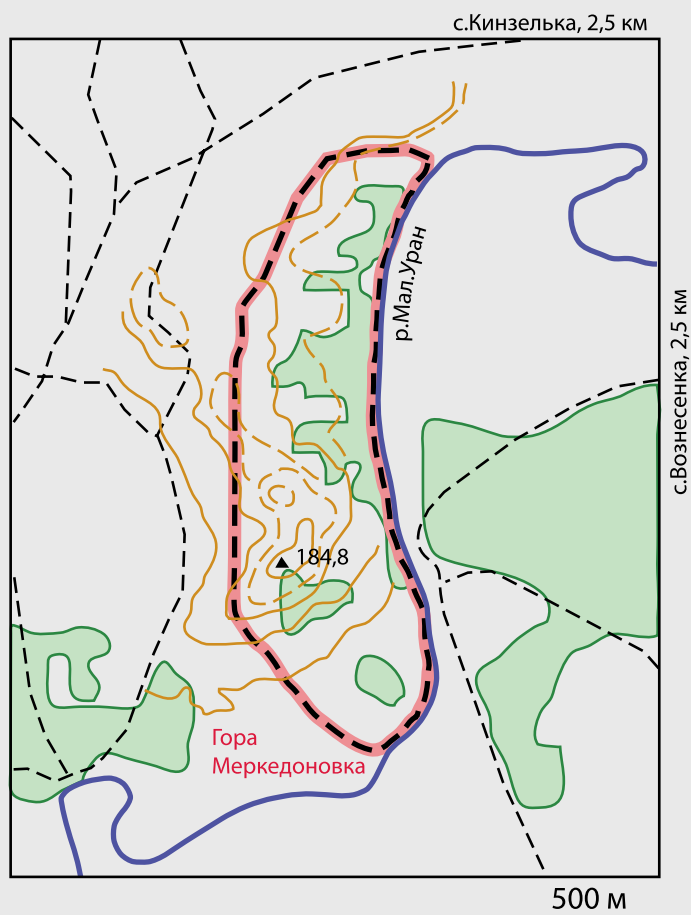 с.Кинзелька, 2,5 км
р.Мал.Уран
с.Вознесенка, 2,5 км
184,8
Гора
Меркедоновка
500 м